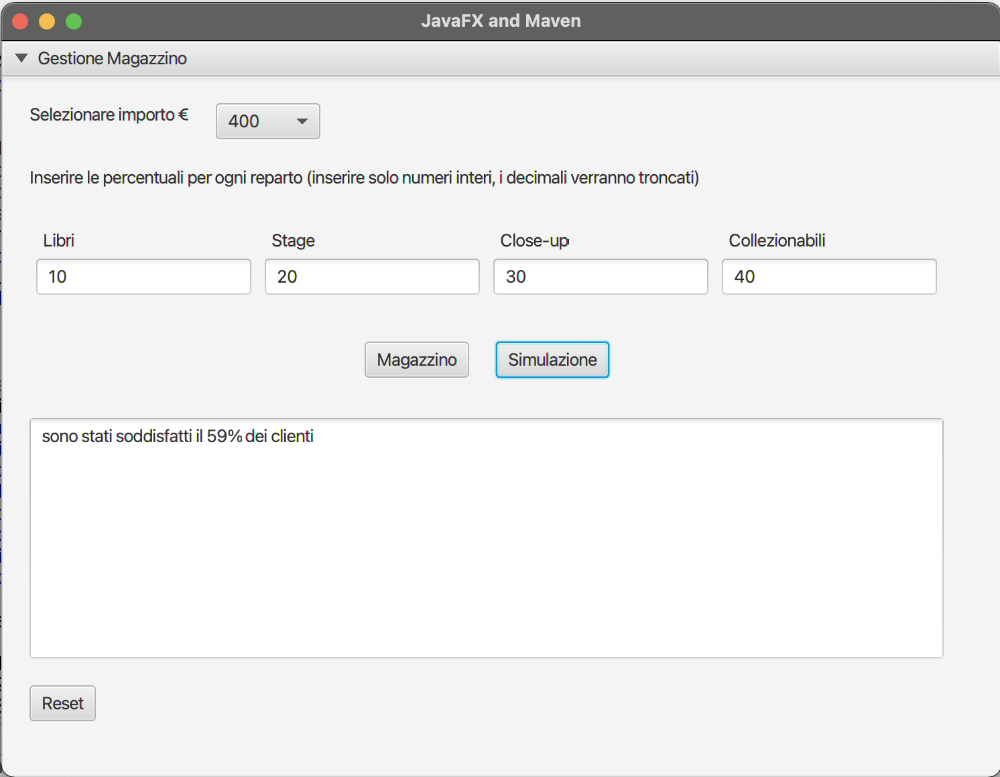 JavaFX and Maven
Gestione Magazzino
Selezionare importo €
400
Inserire le percentuali per ogni reparto (inserire solo numeri interi, i decimali verranno troncati)
Libri Stage Close-up Collezionabili
10 20 30 40
Magazzino Simulazione
sono stati soddisfatti il 59% dei clienti
Reset